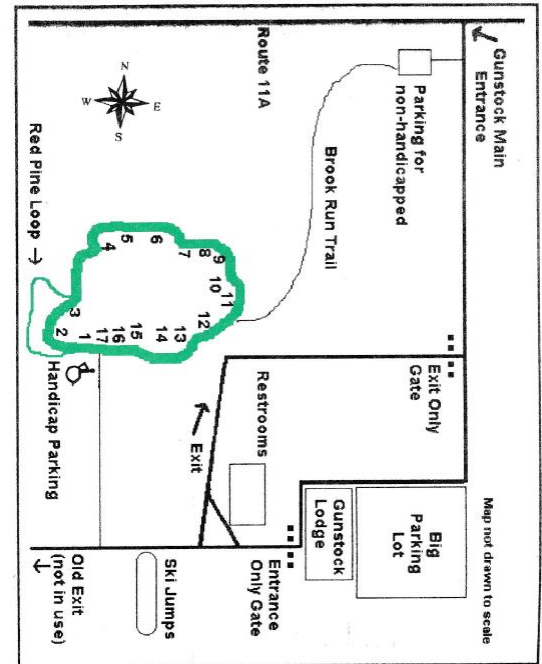 Gunstock Main
Entrance
Parking for
non-handicapped
Route 11A
N
W
E
S
Brook Run Trail
Red Pine Loop →
1
2
3
4
5
6
7
8
9
10
11
12
13
14
15
16
17
Handicap Parking
Exit Only
Gate
Restrooms
Exit
Map not drawn to scale
Big
Parking
Lot
Gunstock
Lodge
Entrance
Only Gate
Ski Jumps
Old Exit
(not in use)